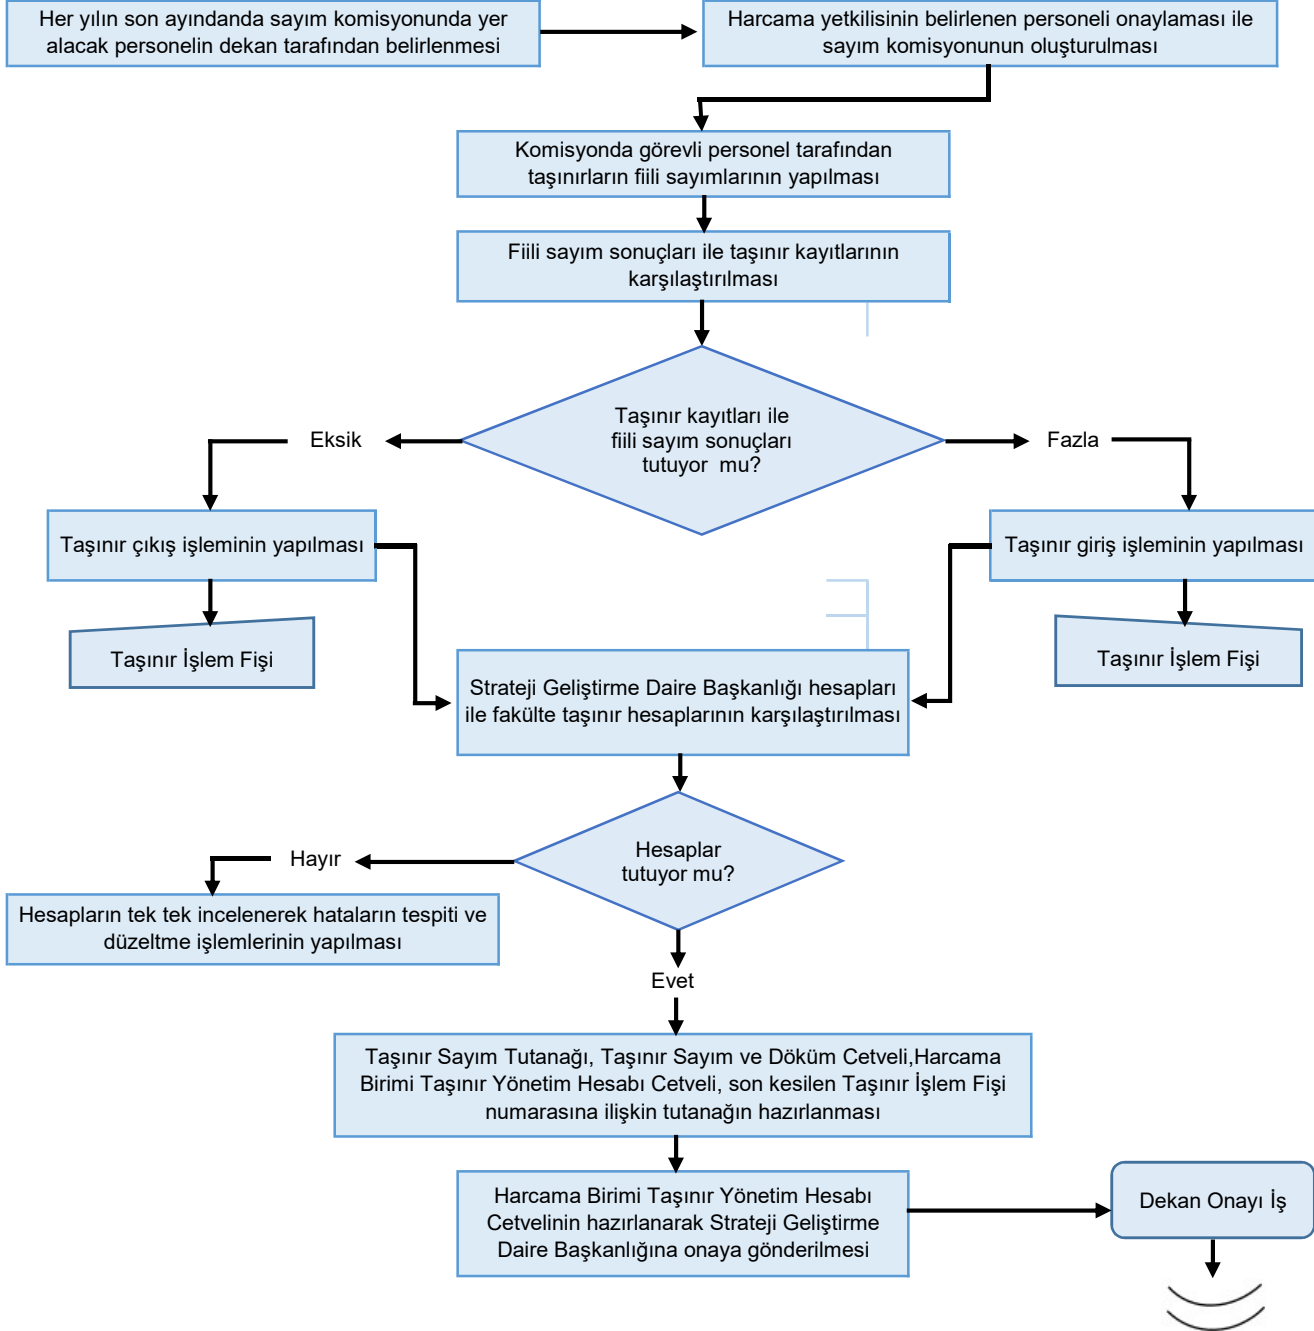 Her yılın son ayındanda sayım komisyonunda yer
alacak personelin dekan tarafından belirlenmesi
Harcama yetkilisinin belirlenen personeli onaylaması ile
sayım komisyonunun oluşturulması
Komisyonda görevli personel tarafından
taşınırların fiili sayımlarının yapılması
Fiili sayım sonuçları ile taşınır kayıtlarının
karşılaştırılması
Taşınır kayıtları ile
fiili sayım sonuçları
tutuyor mu?
Eksik
Fazla
Taşınır çıkış işleminin yapılması
Taşınır giriş işleminin yapılması
Taşınır İşlem Fişi
Taşınır İşlem Fişi
Strateji Geliştirme Daire Başkanlığı hesapları
ile fakülte taşınır hesaplarının karşılaştırılması
Hesaplar
tutuyor mu?
Hayır
Hesapların tek tek incelenerek hataların tespiti ve
düzeltme işlemlerinin yapılması
Evet
Taşınır Sayım Tutanağı, Taşınır Sayım ve Döküm Cetveli,Harcama
Birimi Taşınır Yönetim Hesabı Cetveli, son kesilen Taşınır İşlem Fişi
numarasına ilişkin tutanağın hazırlanması
Harcama Birimi Taşınır Yönetim Hesabı
Cetvelinin hazırlanarak Strateji Geliştirme
Daire Başkanlığına onaya gönderilmesi
Dekan Onayı İş